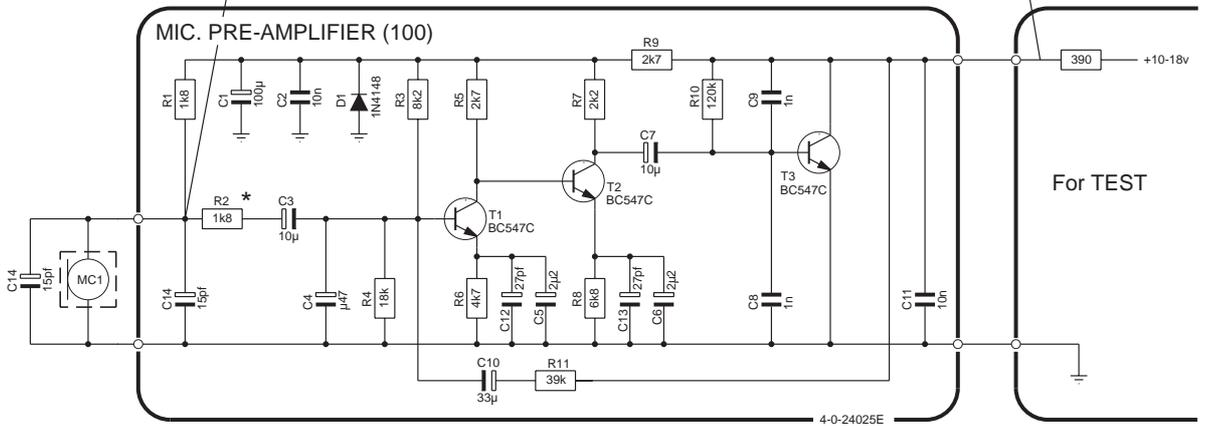 MIC. PRE-AMPLIFIER (100)
R9
2k7
390
+10-18v
R1
1k8
C1
100µ
C2
10n
D1
1N4148
R3
8k2
R5
2k7
R7
2k2
R10
120k
C9
1n
C7
10µ
T2
BC547C
T3
BC547C
For TEST
R2
*
1k8
C3
10µ
T1
BC547C
C14
15pf
MC1
C14
15pf
C4
µ47
R4
18k
R6
4k7
C12
27pf
C5
2µ2
R8
6k8
C13
27pf
C6
2µ2
C8
1n
C11
10n
C10
33µ
R11
39k
4-0-24025E